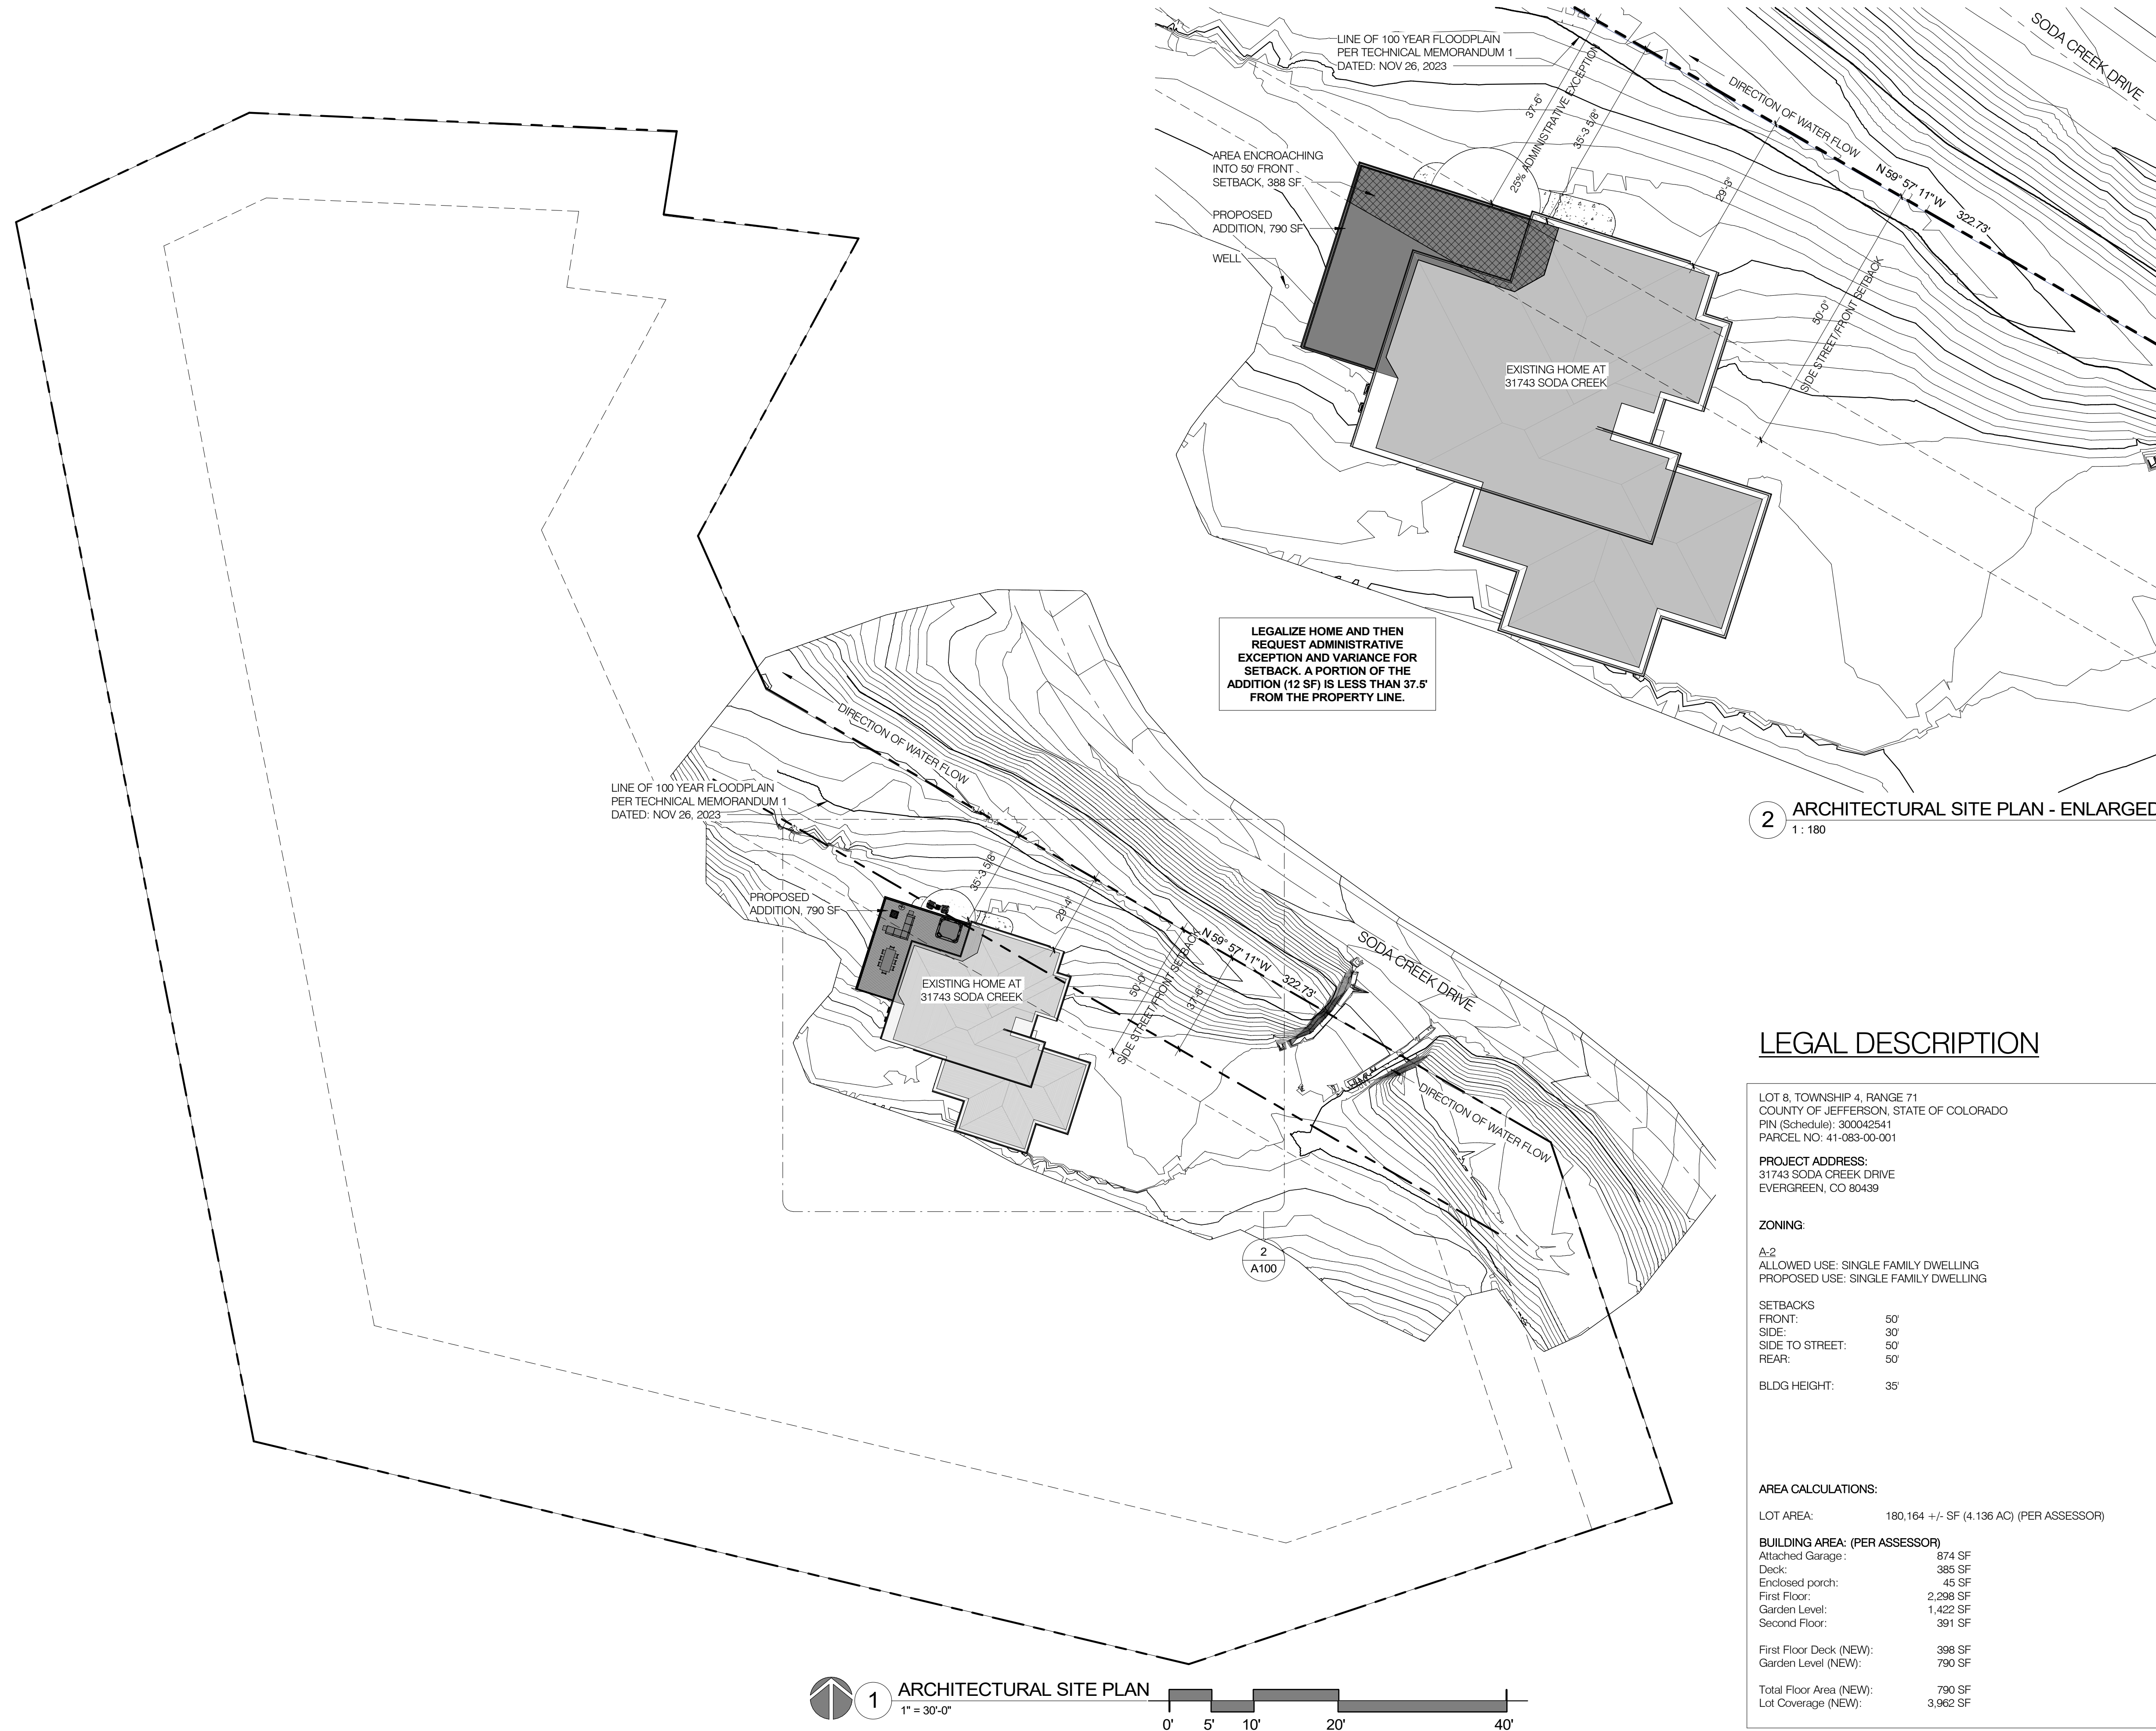 LINE OF 100 YEAR FLOODPLAIN
PER TECHNICAL MEMORANDUM 1
DATED: NOV 26, 2023
SODA CREEK DRIVE
DIRECTION OF WATER FLOW
37'-6"
25% ADMINISTRATIVE EXCEPTION
35'-3 5/8"
29'-3"
N 59° 57' 11"W
322.73'
50'-0"
SIDE STREET/FRONT SETBACK
AREA ENCROACHING
INTO 50' FRONT
SETBACK, 388 SF
PROPOSED
ADDITION, 790 SF
WELL
EXISTING HOME AT
31743 SODA CREEK
LEGALIZE HOME AND THEN
REQUEST ADMINISTRATIVE
EXCEPTION AND VARIANCE FOR
SETBACK. A PORTION OF THE
ADDITION (12 SF) IS LESS THAN 37.5'
FROM THE PROPERTY LINE.
2
ARCHITECTURAL SITE PLAN - ENLARGED
1 : 180
DIRECTION OF WATER FLOW
LINE OF 100 YEAR FLOODPLAIN
PER TECHNICAL MEMORANDUM 1
DATED: NOV 26, 2023
35'-3 5/8"
29'-4"
PROPOSED
ADDITION, 790 SF
N 59° 57' 11"W
322.73'
50'-0"
SIDE STREET/FRONT SETBACK
37'-6"
SODA CREEK DRIVE
EXISTING HOME AT
31743 SODA CREEK
DIRECTION OF WATER FLOW
2
A100
LEGAL DESCRIPTION
LOT 8, TOWNSHIP 4, RANGE 71
COUNTY OF JEFFERSON, STATE OF COLORADO
PIN (Schedule): 300042541
PARCEL NO: 41-083-00-001
PROJECT ADDRESS:
31743 SODA CREEK DRIVE
EVERGREEN, CO 80439
ZONING:
A-2
ALLOWED USE: SINGLE FAMILY DWELLING
PROPOSED USE: SINGLE FAMILY DWELLING
SETBACKS
FRONT: 50'
SIDE: 30'
SIDE TO STREET: 50'
REAR: 50'
BLDG HEIGHT: 35'
AREA CALCULATIONS:
LOT AREA: 180,164 +/- SF (4.136 AC) (PER ASSESSOR)
BUILDING AREA: (PER ASSESSOR)
Attached Garage: 874 SF
Deck: 385 SF
Enclosed porch: 45 SF
First Floor: 2,298 SF
Garden Level: 1,422 SF
Second Floor: 391 SF
First Floor Deck (NEW): 398 SF
Garden Level (NEW): 790 SF
Total Floor Area (NEW): 790 SF
Lot Coverage (NEW): 3,962 SF
1
ARCHITECTURAL SITE PLAN
1" = 30'-0"
0' 5' 10' 20' 40'